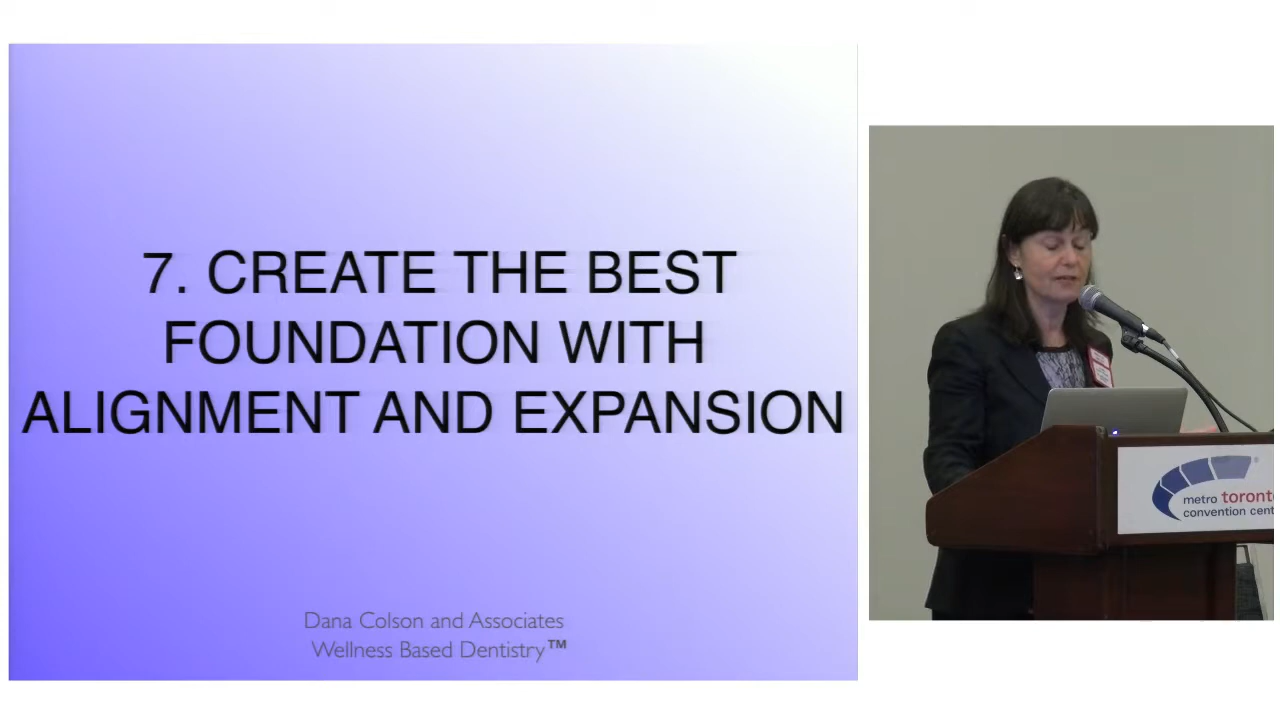 7. CREATE THE BEST
FOUNDATION WITH
ALIGNMENT AND EXPANSION
Dana Colson and Associates
Wellness Based Dentistry™
metro toronto
convention cent